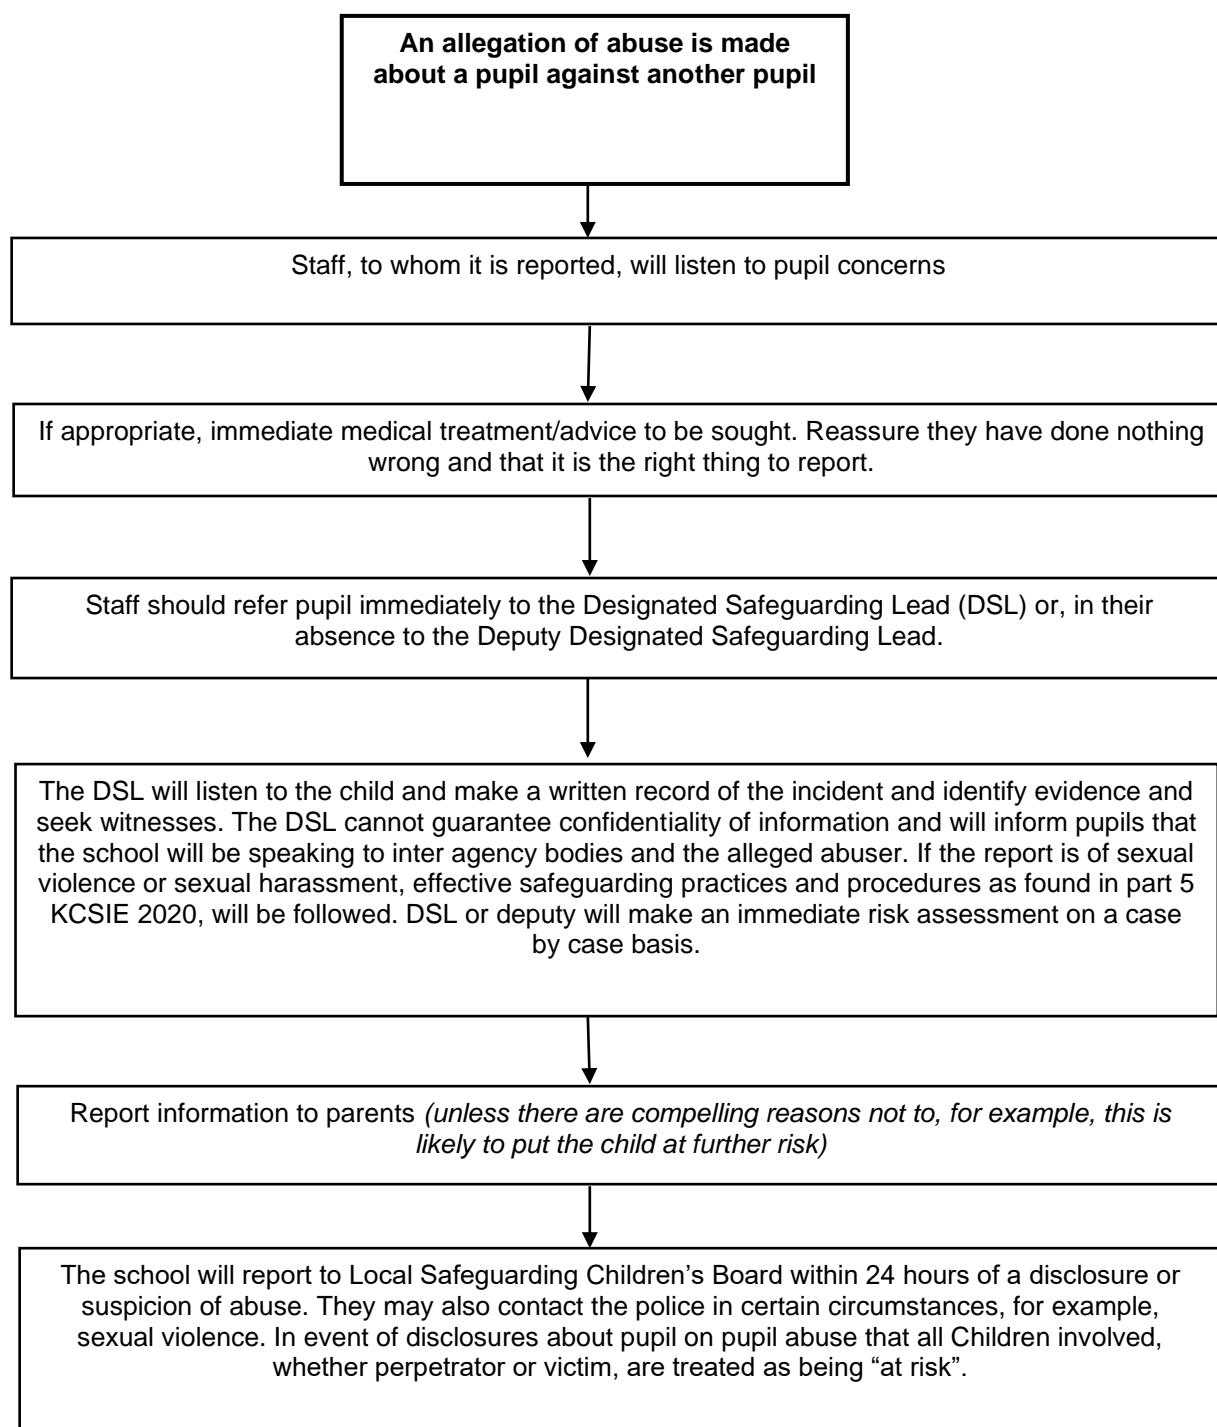 An allegation of abuse is made
about a pupil against another pupil
Staff, to whom it is reported, will listen to pupil concerns
If appropriate, immediate medical treatment/advice to be sought. Reassure they have done nothing
wrong and that it is the right thing to report.
Staff should refer pupil immediately to the Designated Safeguarding Lead (DSL) or, in their
absence to the Deputy Designated Safeguarding Lead.
The DSL will listen to the child and make a written record of the incident and identify evidence and
seek witnesses. The DSL cannot guarantee confidentiality of information and will inform pupils that
the school will be speaking to inter agency bodies and the alleged abuser. If the report is of sexual
violence or sexual harassment, effective safeguarding practices and procedures as found in part 5
KCSIE 2020, will be followed. DSL or deputy will make an immediate risk assessment on a case
by case basis.
Report information to parents (unless there are compelling reasons not to, for example, this is
likely to put the child at further risk)
The school will report to Local Safeguarding Children’s Board within 24 hours of a disclosure or
suspicion of abuse. They may also contact the police in certain circumstances, for example,
sexual violence. In event of disclosures about pupil on pupil abuse that all Children involved,
whether perpetrator or victim, are treated as being “at risk”.